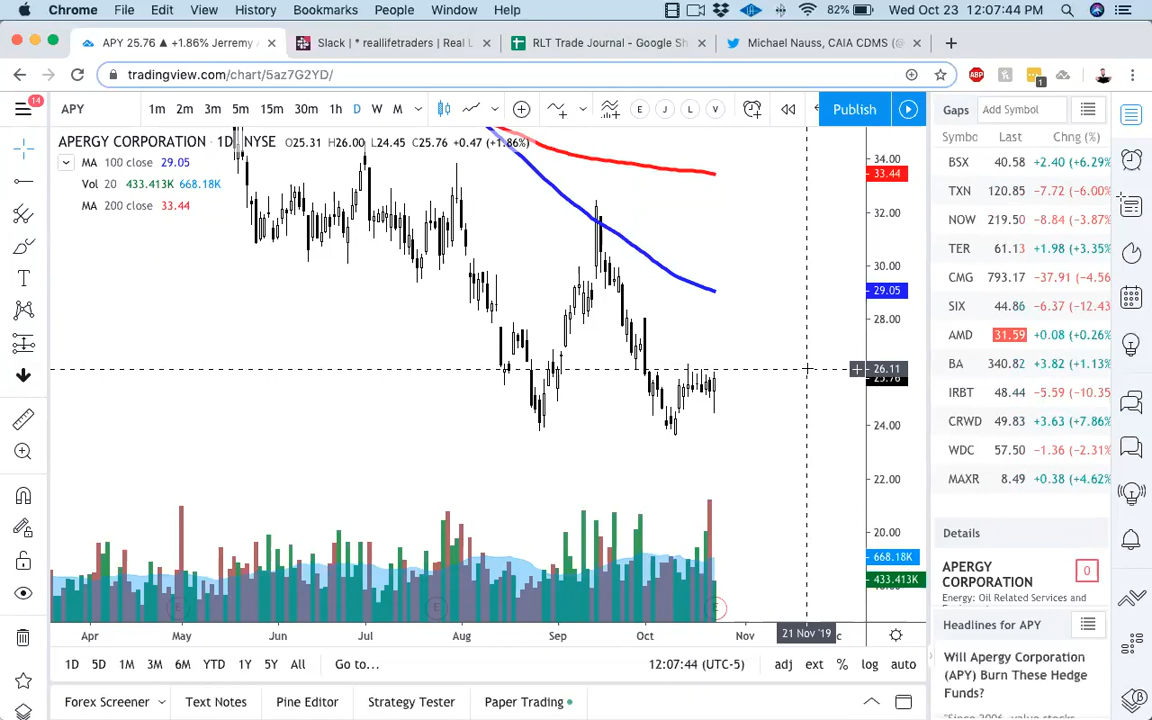 Chrome File Edit View History Bookmarks People Window Help 82% Wed Oct 23 12:07:44
APY 25.76 ▲ +1.86% Jerremy Slack | * reallifetraders | Real L RLT Trade Journal - Google Sh Michael Nauss, CAIA CDMS (@
tradingview.com/chart/5az7G2YD/
ABP
1
14
APY 1m 2m 3m 5m 15m 30m 1h D W M E J L V Publish
Gaps Add Symbol
Symbo Last Chng (%)
APERGY CORPORATION · 1D NYSE O25.31 H26.00 L24.45 C25.76 +0.47 (+1.86%)
MA 100 close 29.05
Vol 20 433.413K 668.18K
MA 200 close 33.44
34.00
33.44
32.00
30.00
29.05
28.00
26.11
25.76
24.00
22.00
20.00
668.18K
433.413K
BSX 40.58 +2.40 (+6.29%
TXN 120.85 -7.72 (-6.00%
NOW 219.50 -8.84 (-3.87%
TER 61.13 +1.98 (+3.35%
CMG 793.17 -37.91 (-4.56
SIX 44.86 -6.37 (-12.43
AMD 31.59 +0.08 (+0.26%
BA 340.82 +3.82 (+1.13%
IRBT 48.44 -5.59 (-10.35
CRWD 49.83 +3.63 (+7.86%
WDC 57.50 -1.36 (-2.31%
MAXR 8.49 +0.38 (+4.62%
Details
APERGY
CORPORATION
0
Energy: Oil Related Services and
Headlines for APY
Will Apergy Corporation
(APY) Burn These Hedge
Funds?
"Since 2006, value stocks
E E E
Apr May Jun Jul Aug Sep Oct Nov 21 Nov '19 c
1D 5D 1M 3M 6M YTD 1Y 5Y All Go to... 12:07:44 (UTC-5) adj ext % log auto
Forex Screener Text Notes Pine Editor Strategy Tester Paper Trading